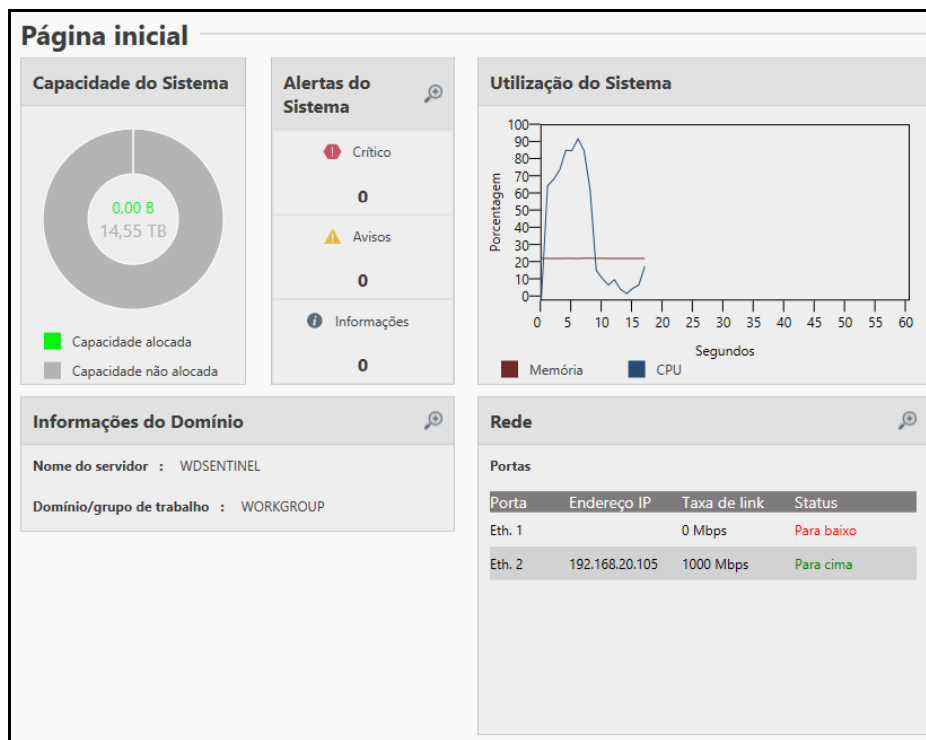 Página inicial
Capacidade do Sistema
0,00 B
14,55 TB
Capacidade alocada
Capacidade não alocada
Alertas do
Sistema
Crítico
0
Avisos
0
Informações
0
Utilização do Sistema
Porcentagem
100
90
80
70
60
50
40
30
20
10
0
0 5 10 15 20 25 30 35 40 45 50 55 60
Segundos
Memória CPU
Informações do Domínio
Nome do servidor : WDSENTINEL
Domínio/grupo de trabalho : WORKGROUP
Rede
Portas
Porta Endereço IP Taxa de link Status
Eth. 1 0 Mbps Para baixo
Eth. 2 192.168.20.105 1000 Mbps Para cima